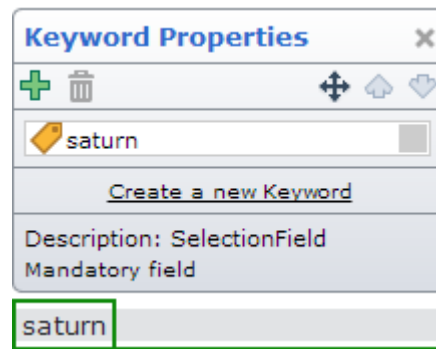 Keyword Properties
saturn
Create a new Keyword
Description: SelectionField
Mandatory field
saturn